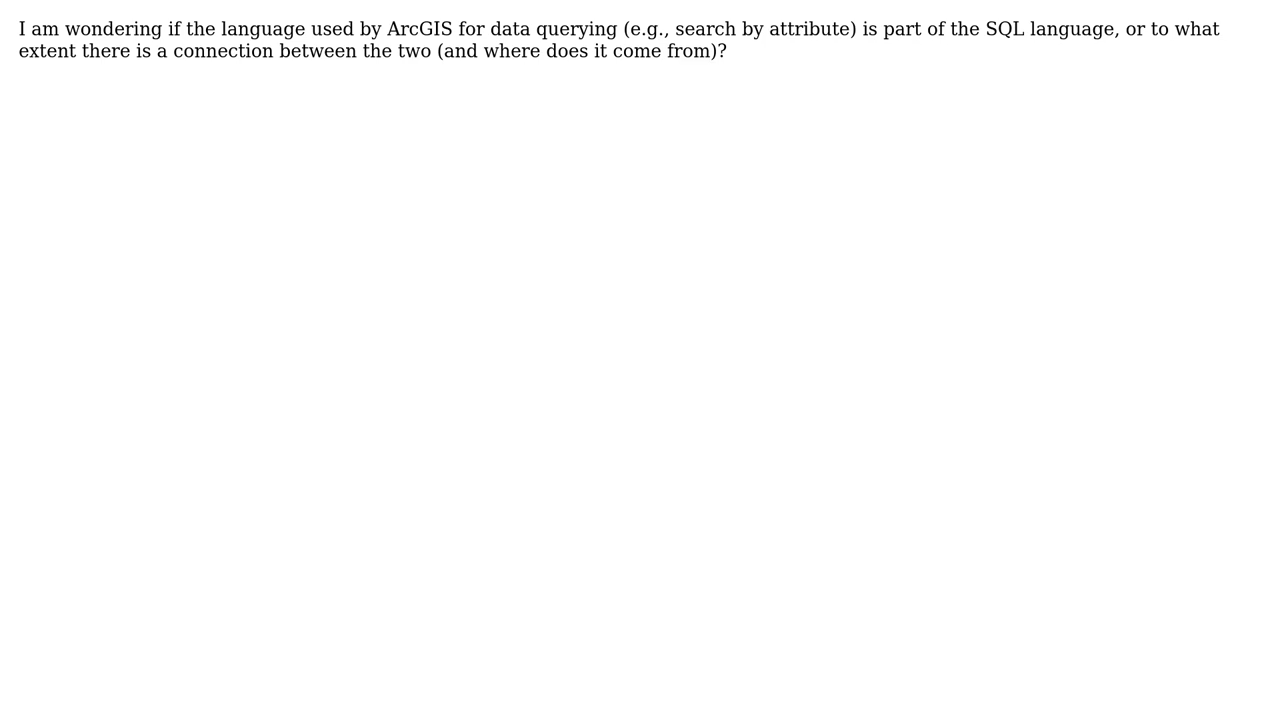 I am wondering if the language used by ArcGIS for data querying (e.g., search by attribute) is part of the SQL language, or to what
extent there is a connection between the two (and where does it come from)?